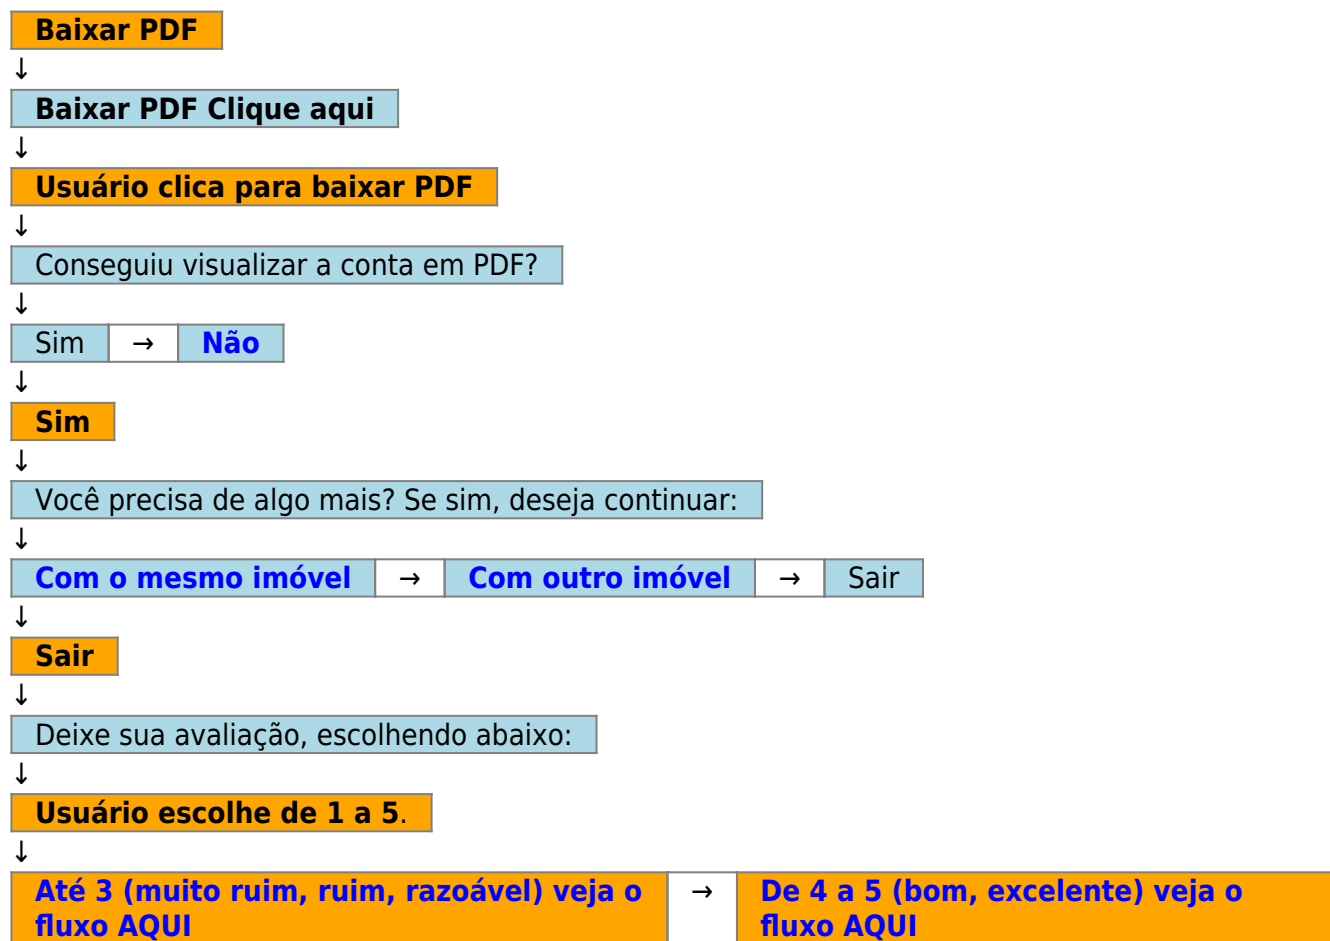 Baixar PDF
↓
Baixar PDF Clique aqui
↓
Usuário clica para baixar PDF
↓
Conseguiu visualizar a conta em PDF?
↓
Sim → Não
↓
Sim
↓
Você precisa de algo mais? Se sim, deseja continuar:
↓
Com o mesmo imóvel → Com outro imóvel → Sair
↓
Sair
↓
Deixe sua avaliação, escolhendo abaixo:
↓
Usuário escolhe de 1 a 5.
↓
Até 3 (muito ruim, ruim, razoável) veja o → De 4 a 5 (bom, excelente) veja o
fluxo AQUI fluxo AQUI